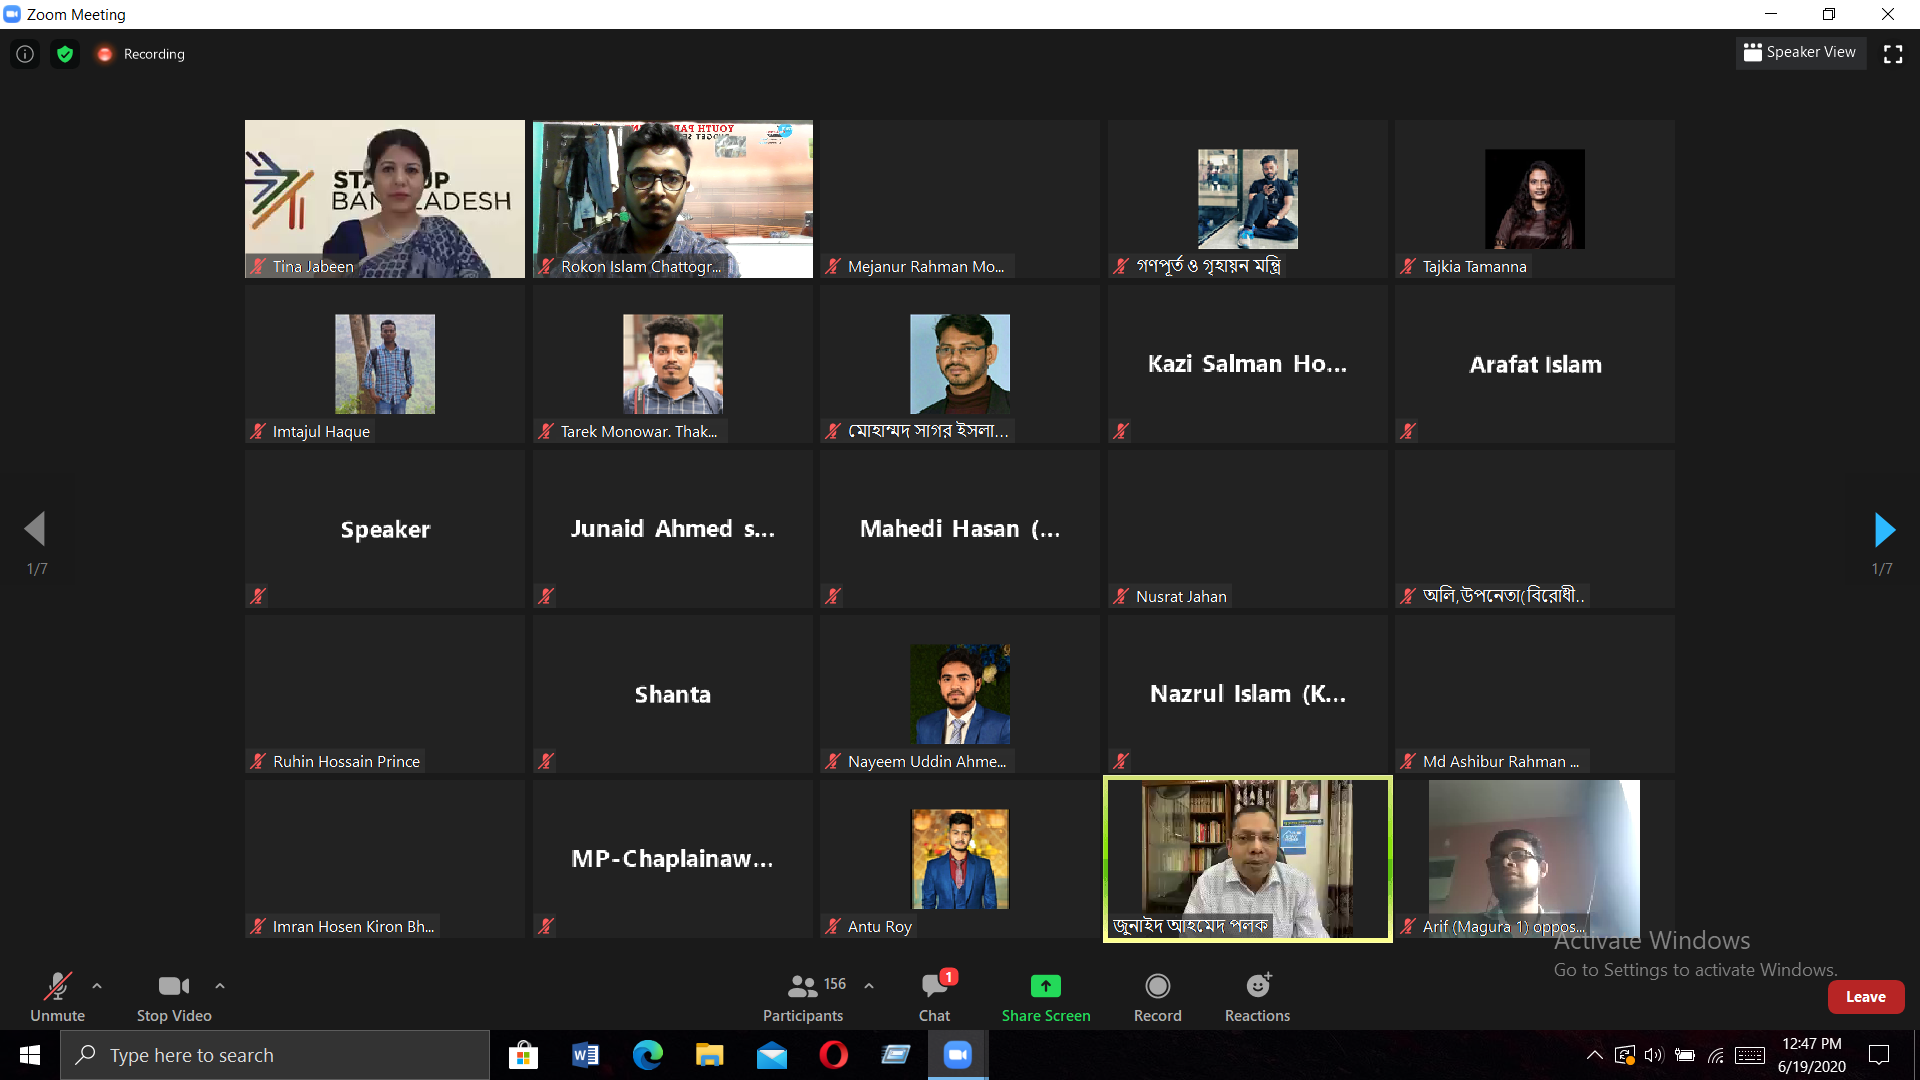 Zoom Meeting
Recording
Speaker View
Tina Jabeen
Rokon Islam Chattogr...
Mejanur Rahman Mo...
গণপূর্ত ও গৃহায়ন মন্ত্রি
Tajkia Tamanna
Imtajul Haque
Tarek Monowar. Thak...
মোহাম্মদ সাগর ইসলা...
Kazi Salman Ho...
Arafat Islam
Speaker
Junaid Ahmed s...
Mahedi Hasan (...
Nusrat Jahan
অলি,উপনেতা(বিরোধী..
1/7
1/7
Ruhin Hossain Prince
Shanta
Nayeem Uddin Ahme...
Nazrul Islam (K...
Md Ashibur Rahman ...
Imran Hosen Kiron Bh...
MP-Chaplainaw...
Antu Roy
জুনাইদ আহমেদ পলক
Arif (Magura 1) oppos...
Activate Windows
Go to Settings to activate Windows.
Unmute
Stop Video
156
Participants
1
Chat
Share Screen
Record
Reactions
Leave
Type here to search
12:47 PM
6/19/2020